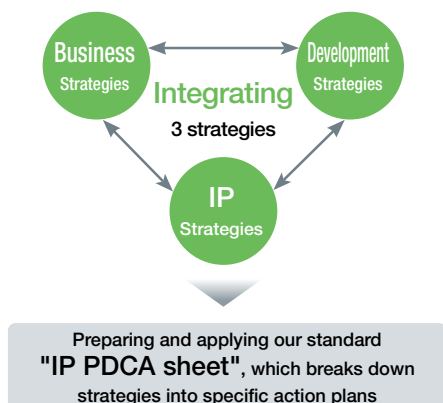 Business
Strategies
Development
Strategies
Integrating
3 strategies
IP
Strategies
Preparing and applying our standard
"IP PDCA sheet", which breaks down
strategies into specific action plans